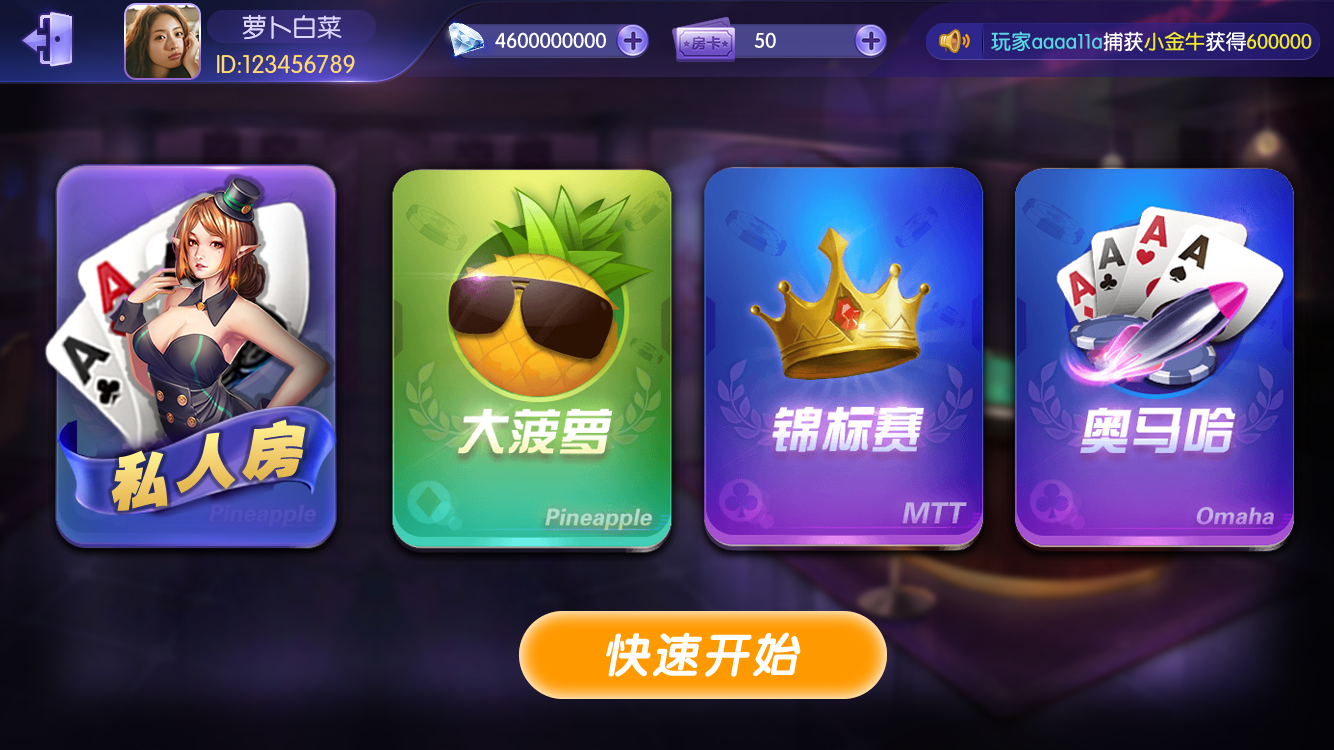 萝卜白菜
ID:123456789
4600000000
房卡
50
玩家aaaa11a捕获小金牛获得600000
A
A
私人房
Pineapple
大菠萝
Pineapple
锦标赛
MTT
A
A
A
A
奥马哈
Omaha
快速开始